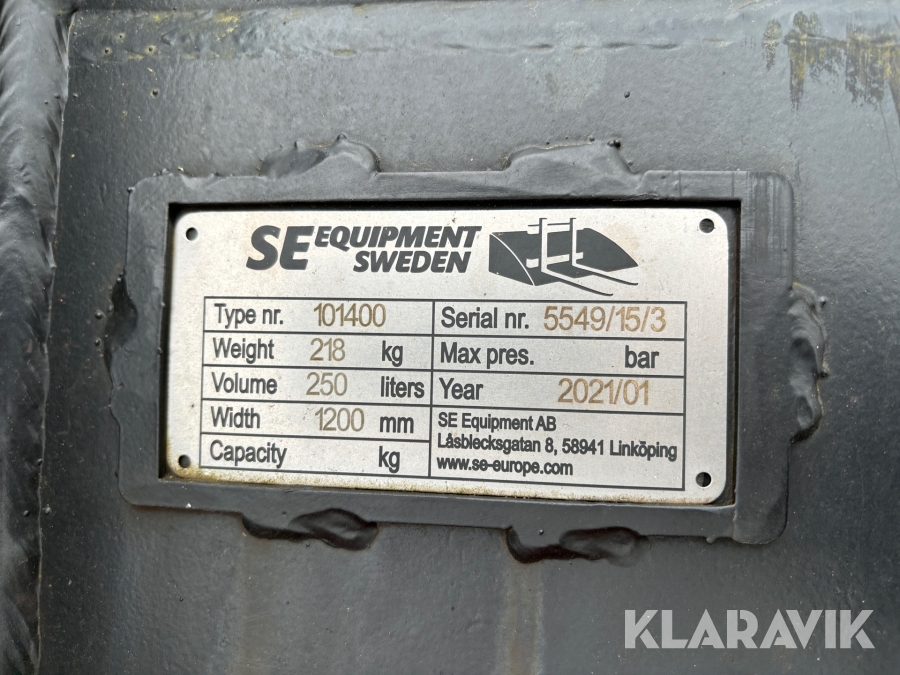 SE EQUIPMENT SWEDEN
Type nr. 101400
Weight 218 kg
Volume 250 liters
Width 1200 mm
Capacity kg
Serial nr. 5549/15/3
Max pres. bar
Year 2021/01
SE Equipment AB
Låsblecksgatan 8, 58941 Linköping
www.se-europe.com
KLARAVIK